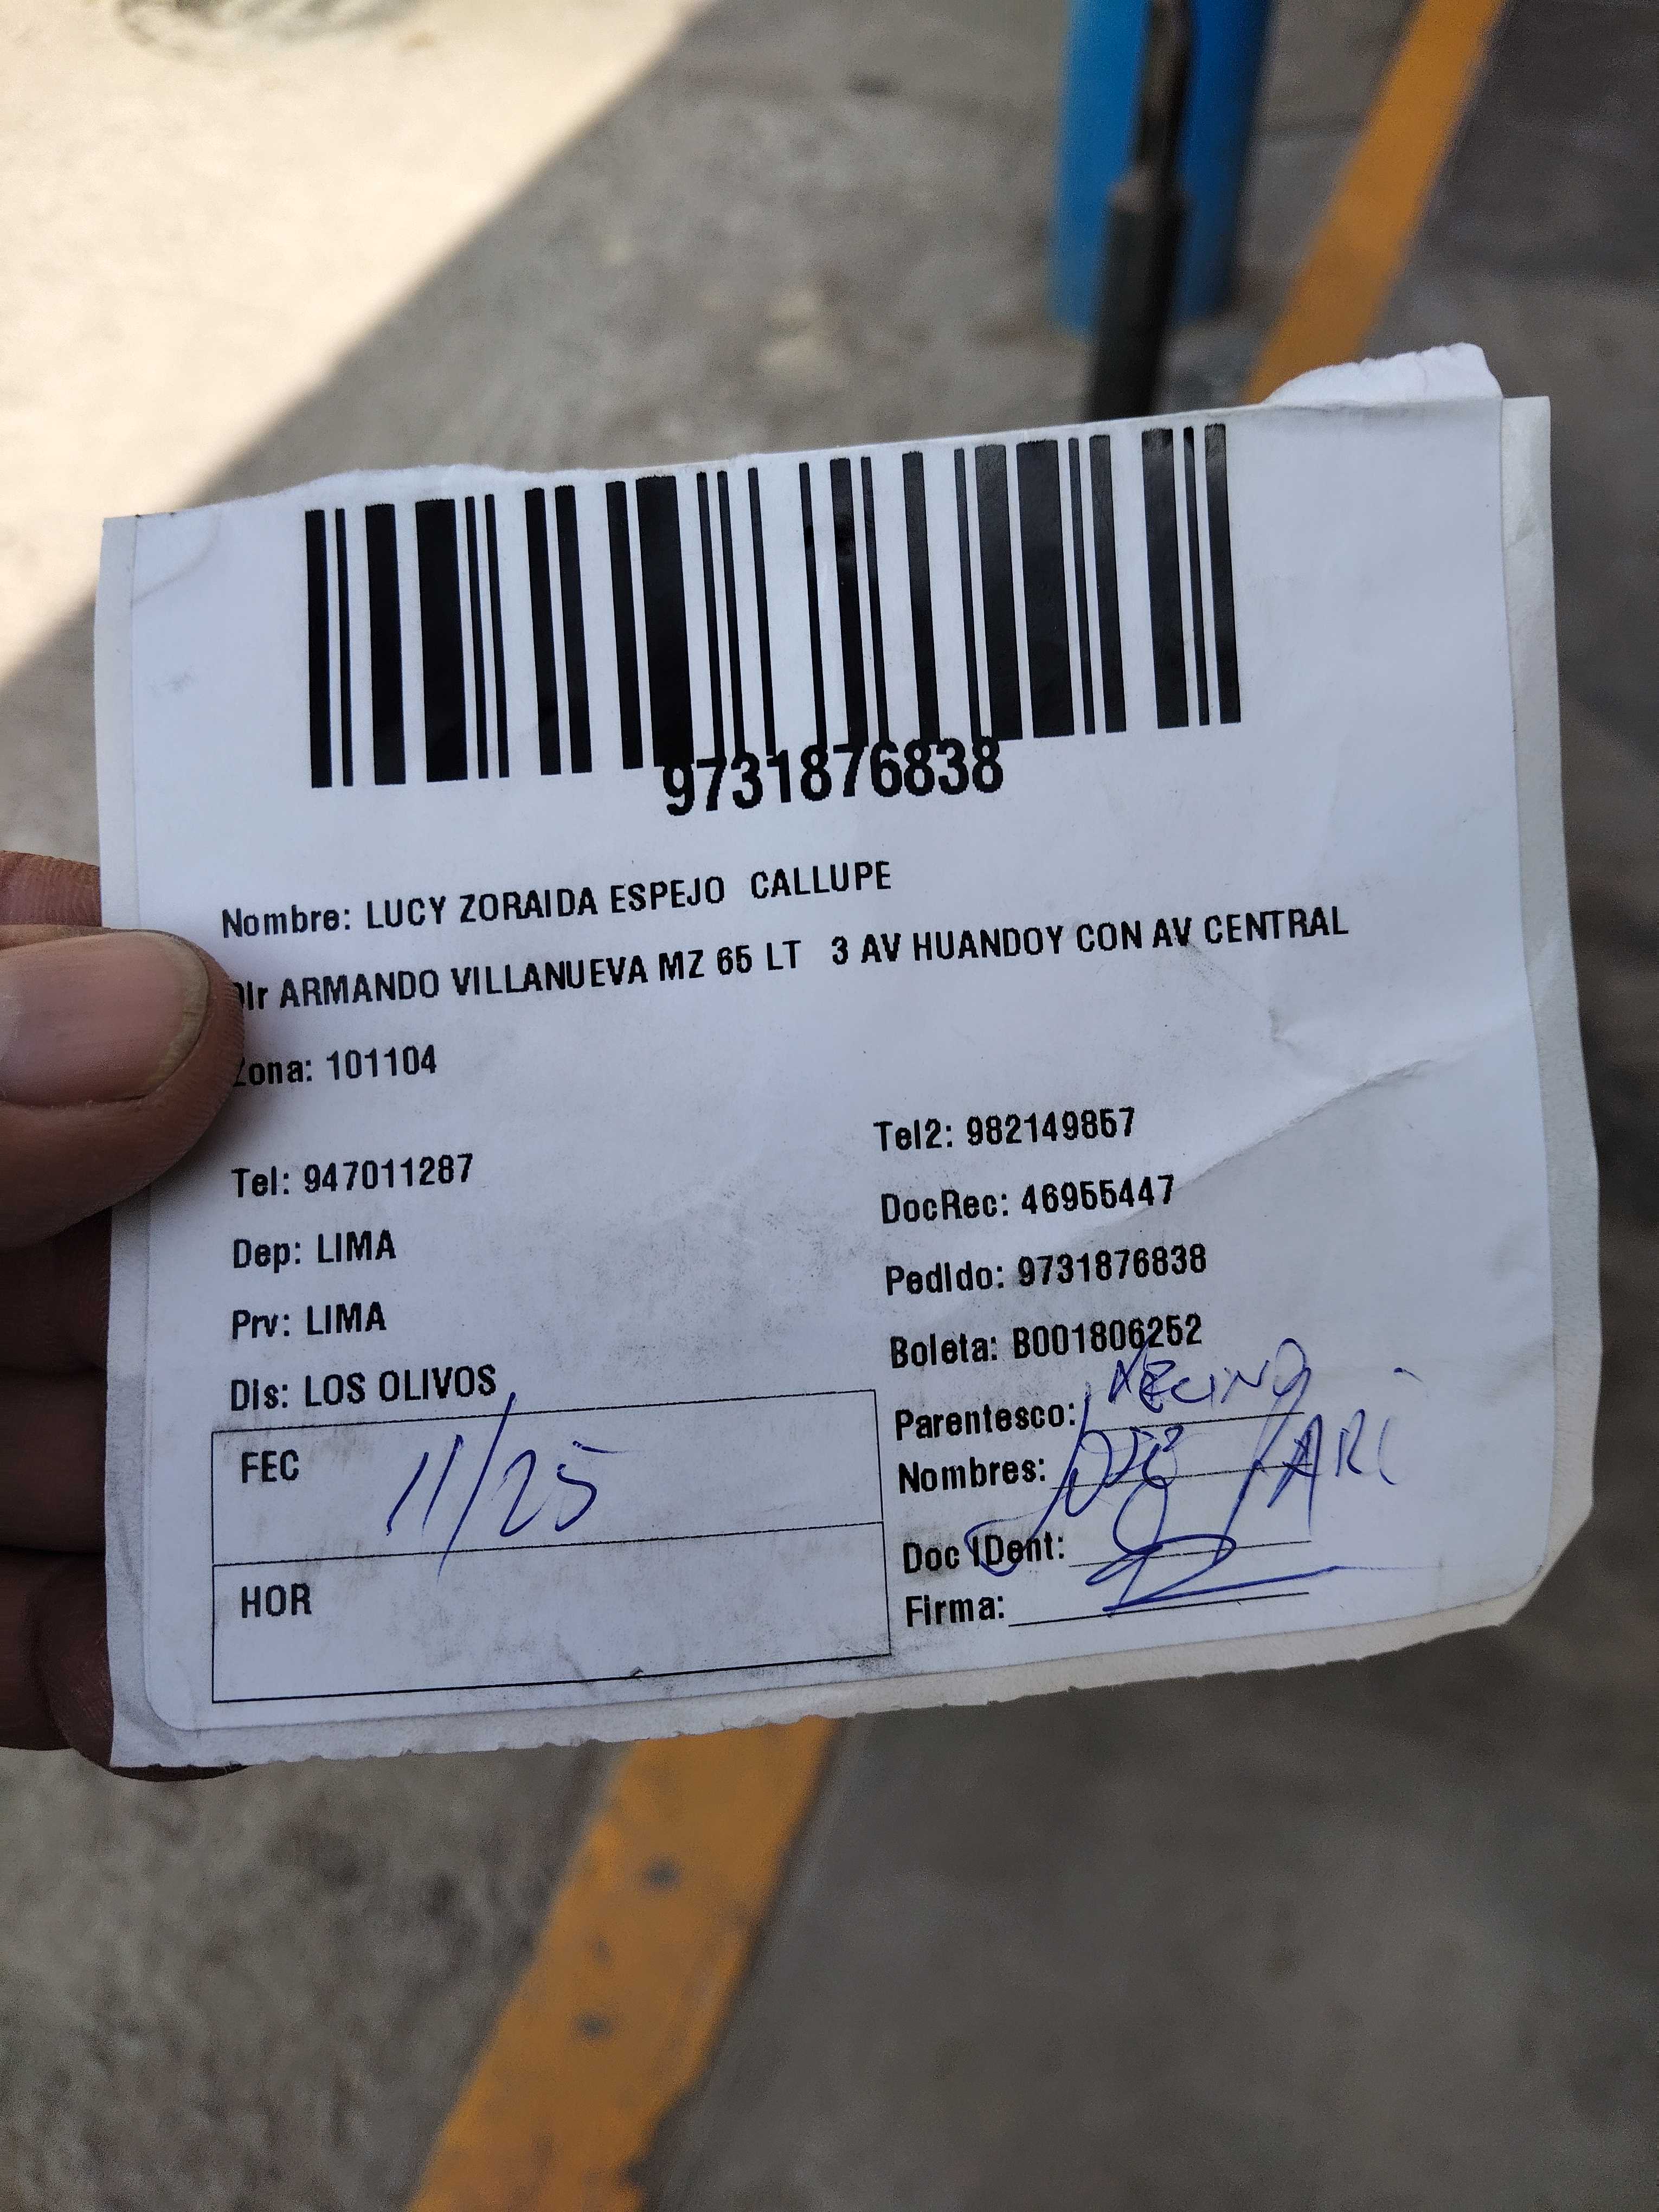 9731876838
Nombre: LUCY ZORAIDA ESPEJO CALLUPE
Dir ARMANDO VILLANUEVA MZ 65 LT 3 AV HUANDOY CON AV CENTRAL
Zona: 101104
Tel: 947011287 Tel2: 982149857
Dep: LIMA DocRec: 46955447
Prv: LIMA Pedido: 9731876838
Dis: LOS OLIVOS Boleta: B001806252
FEC 11/25 Parentesco: VECINO
Nombres: JOSE
HOR Doc IDent:
Firma: